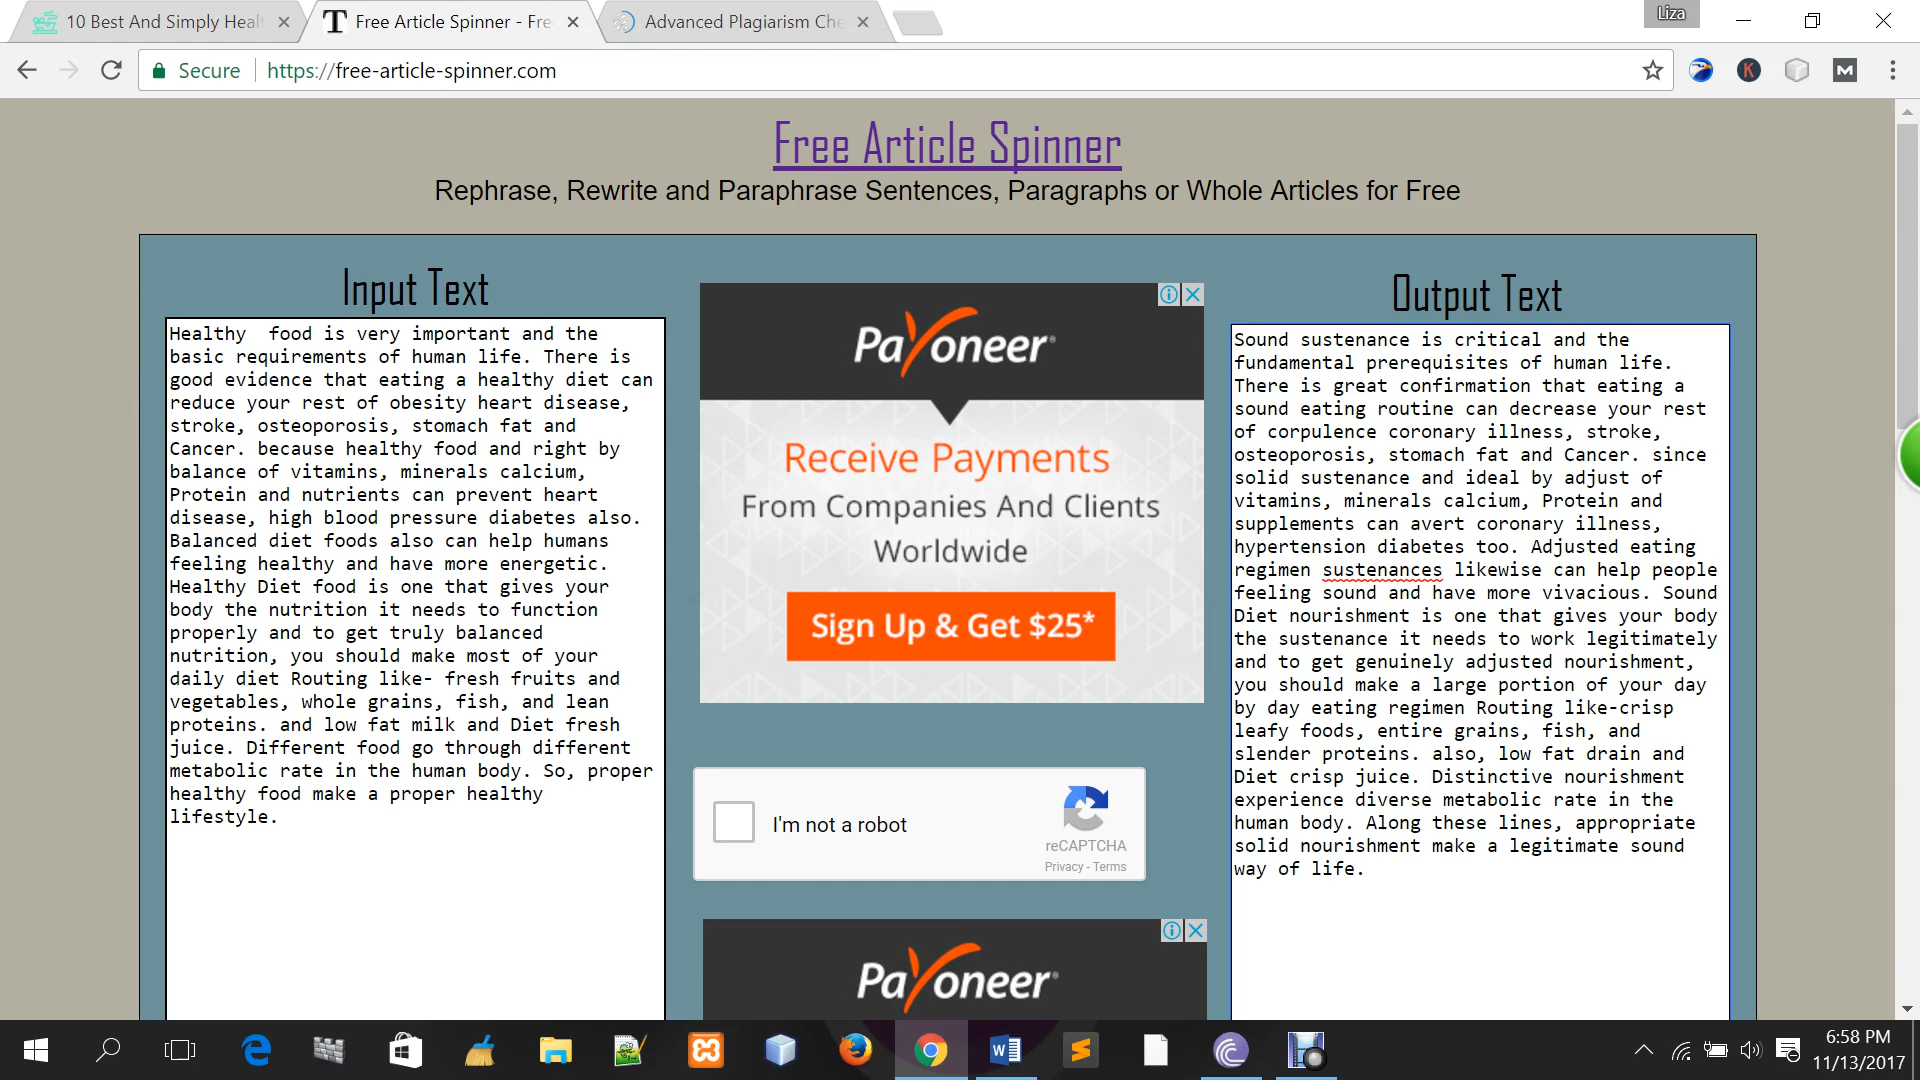 10 Best And Simply Heal
Free Article Spinner - Fre
Advanced Plagiarism Che
Liza
Secure
https://free-article-spinner.com
Free Article Spinner
Rephrase, Rewrite and Paraphrase Sentences, Paragraphs or Whole Articles for Free
Input Text
Healthy  food is very important and the
basic requirements of human life. There is
good evidence that eating a healthy diet can
reduce your rest of obesity heart disease,
stroke, osteoporosis, stomach fat and
Cancer. because healthy food and right by
balance of vitamins, minerals calcium,
Protein and nutrients can prevent heart
disease, high blood pressure diabetes also.
Balanced diet foods also can help humans
feeling healthy and have more energetic.
Healthy Diet food is one that gives your
body the nutrition it needs to function
properly and to get truly balanced
nutrition, you should make most of your
daily diet Routing like- fresh fruits and
vegetables, whole grains, fish, and lean
proteins. and low fat milk and Diet fresh
juice. Different food go through different
metabolic rate in the human body. So, proper
healthy food make a proper healthy
lifestyle.
Payoneer
Receive Payments
From Companies And Clients
Worldwide
Sign Up & Get $25*
I'm not a robot
reCAPTCHA
Privacy - Terms
Payoneer
Output Text
Sound sustenance is critical and the
fundamental prerequisites of human life.
There is great confirmation that eating a
sound eating routine can decrease your rest
of corpulence coronary illness, stroke,
osteoporosis, stomach fat and Cancer. since
solid sustenance and ideal by adjust of
vitamins, minerals calcium, Protein and
supplements can avert coronary illness,
hypertension diabetes too. Adjusted eating
regimen sustenances likewise can help people
feeling sound and have more vivacious. Sound
Diet nourishment is one that gives your body
the sustenance it needs to work legitimately
and to get genuinely adjusted nourishment,
you should make a large portion of your day
by day eating regimen Routing like-crisp
leafy foods, entire grains, fish, and
slender proteins. also, low fat drain and
Diet crisp juice. Distinctive nourishment
experience diverse metabolic rate in the
human body. Along these lines, appropriate
solid nourishment make a legitimate sound
way of life.
6:58 PM
11/13/2017